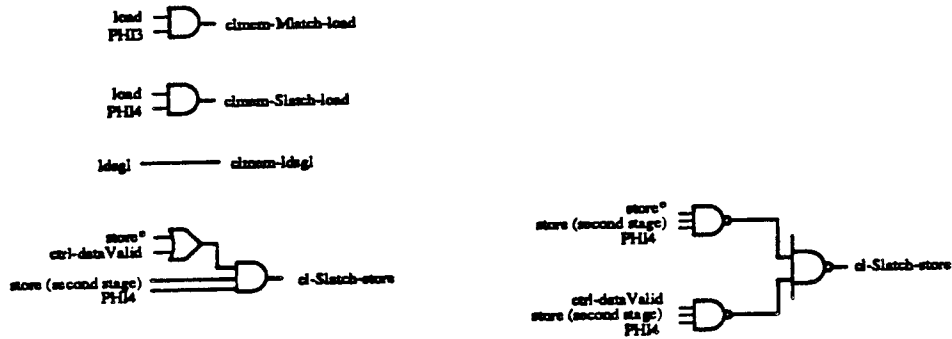 load
PHI3
clmem-Mlatch-load
load
PHI4
clmem-Slatch-load
ldsgl
clmem-ldsgl
store*
ctrl-dataValid
store (second stage)
PHI4
cl-Slatch-store
store*
store (second stage)
PHI4
ctrl-dataValid
store (second stage)
PHI4
cl-Slatch-store